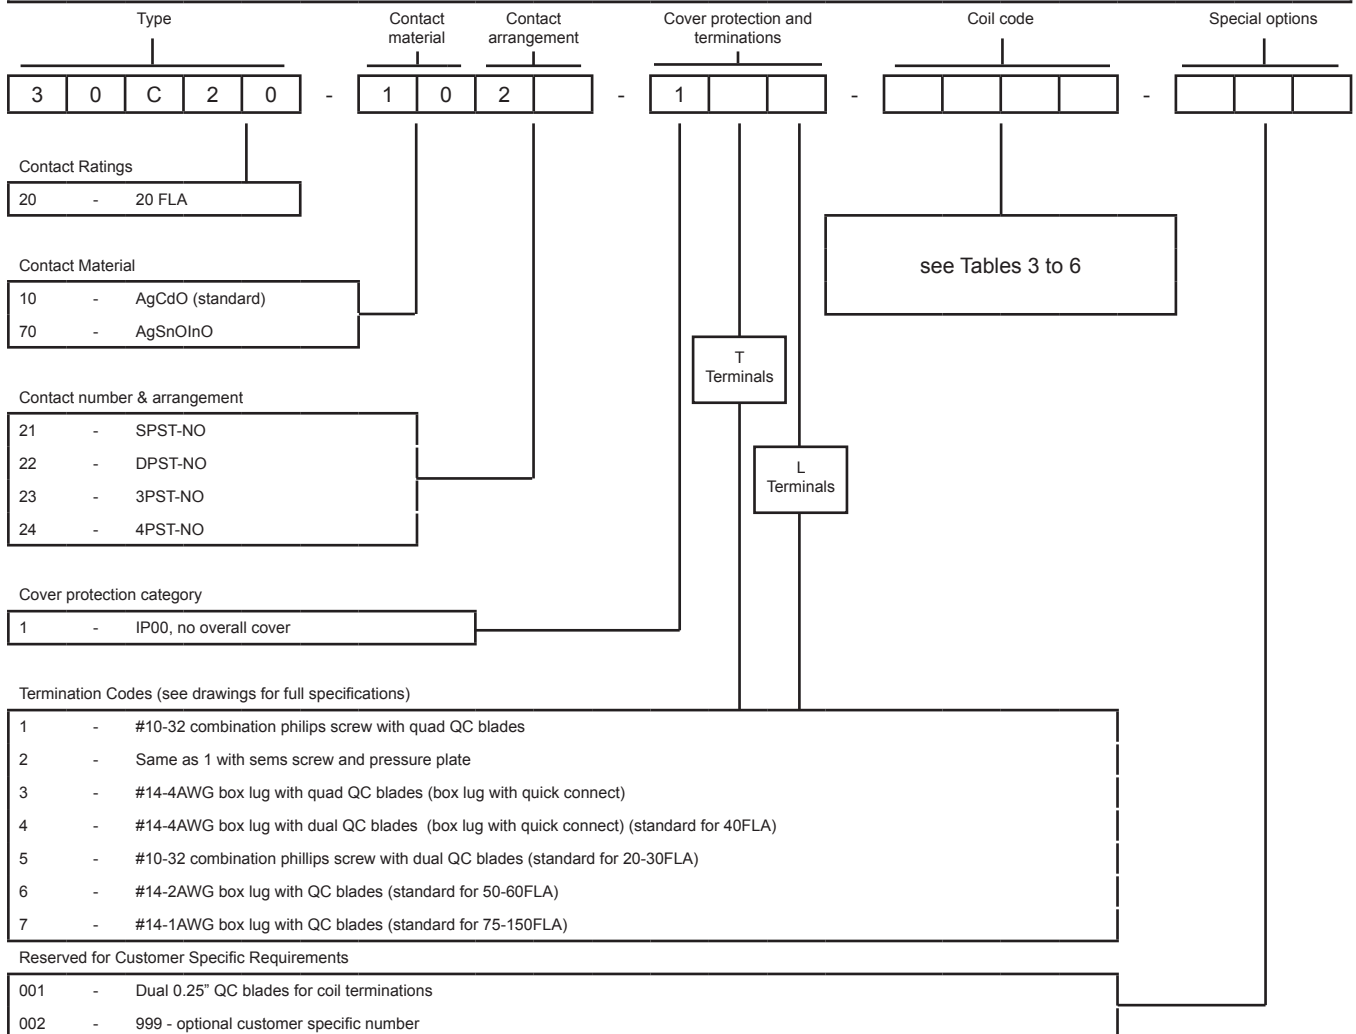 Type Contact material Contact arrangement Cover protection and terminations Coil code Special options
3 0 C 2 0 - 1 0 2 - 1 - -
Contact Ratings
20 - 20 FLA
see Tables 3 to 6
Contact Material
10 - AgCdO (standard)
70 - AgSnOInO
T
Terminals
Contact number & arrangement
21 - SPST-NO
22 - DPST-NO
23 - 3PST-NO
24 - 4PST-NO
L
Terminals
Cover protection category
1 - IP00, no overall cover
Termination Codes (see drawings for full specifications)
1 - #10-32 combination philips screw with quad QC blades
2 - Same as 1 with sems screw and pressure plate
3 - #14-4AWG box lug with quad QC blades (box lug with quick connect)
4 - #14-4AWG box lug with dual QC blades (box lug with quick connect) (standard for 40FLA)
5 - #10-32 combination phillips screw with dual QC blades (standard for 20-30FLA)
6 - #14-2AWG box lug with QC blades (standard for 50-60FLA)
7 - #14-1AWG box lug with QC blades (standard for 75-150FLA)
Reserved for Customer Specific Requirements
001 - Dual 0.25” QC blades for coil terminations
002 - 999 - optional customer specific number